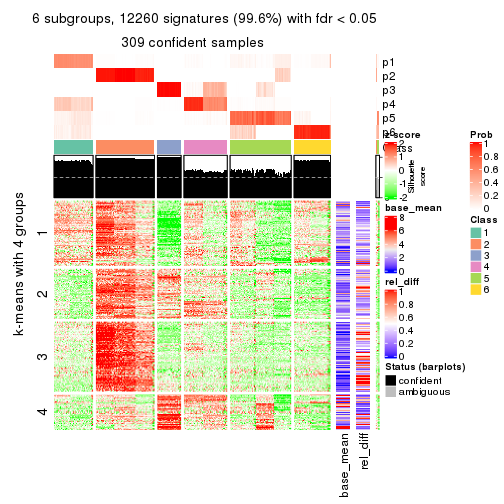 6 subgroups, 12260 signatures (99.6%) with fdr < 0.05
309 confident samples
p1
p2
p3
p4
p5
p6
Class
1
2
3
4
k-means with 4 groups
base_mean
rel_diff
z-score
2
1
0
-1
-2
Silhouette
score
base_mean
8
6
4
2
0
rel_diff
1
0.8
0.6
0.4
0.2
0
Status (barplots)
confident
ambiguous
Prob
1
0.8
0.6
0.4
0.2
0
Class
1
2
3
4
5
6